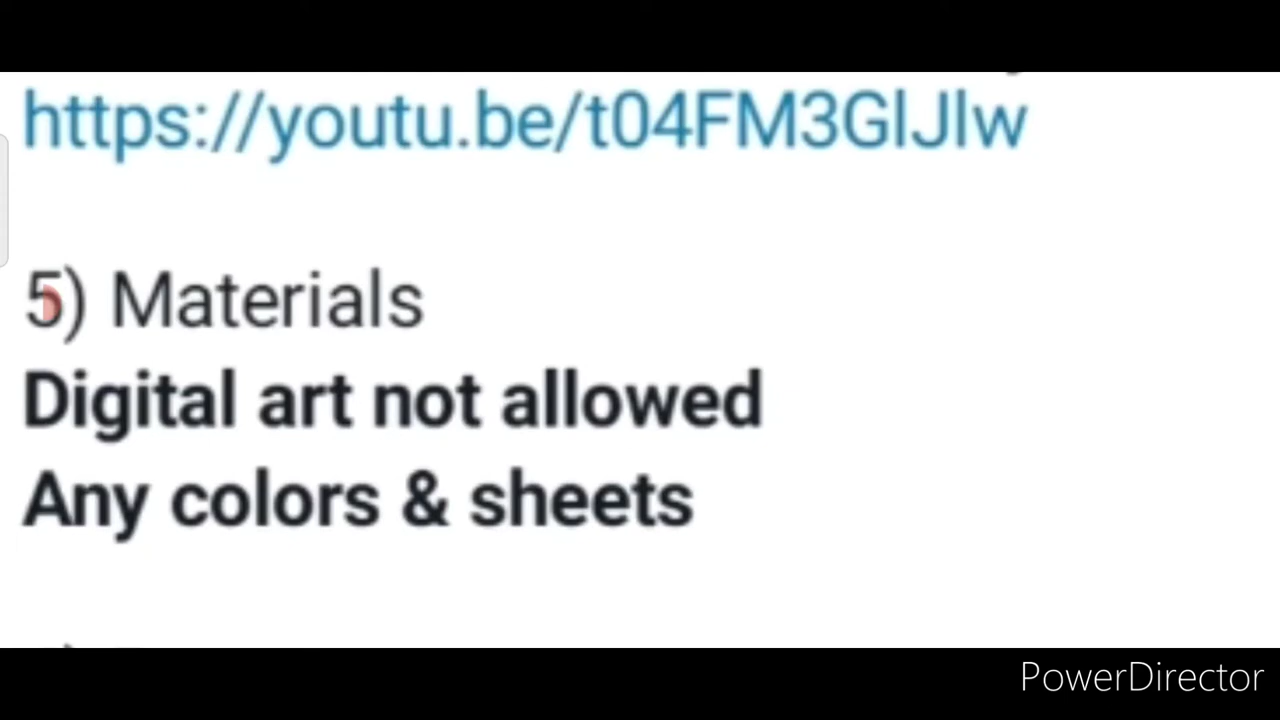 https://youtu.be/t04FM3GlJlw
5) Materials
Digital art not allowed
Any colors & sheets
PowerDirector